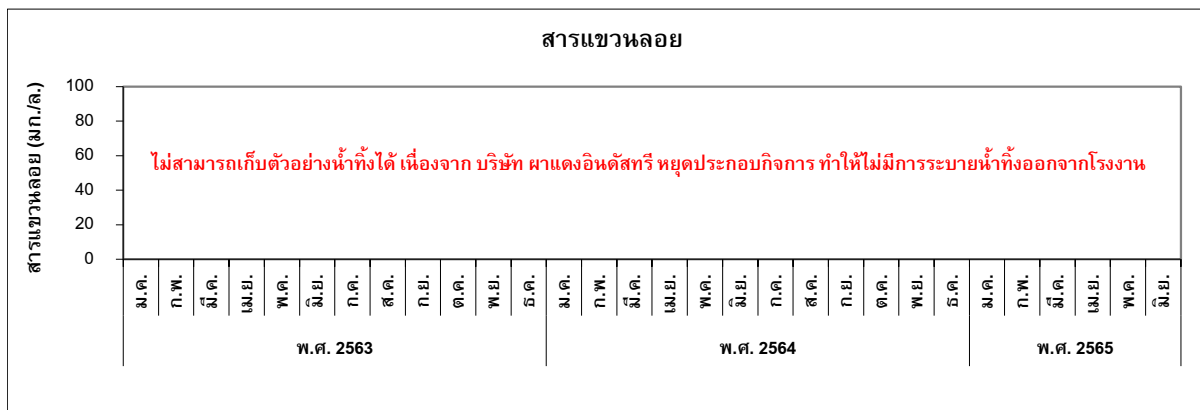 สารแขวนลอย
สารแขวนลอย (มก./ล.)
100
80
60
40
20
0
ไม่สามารถเก็บตัวอย่างน้ำทิ้งได้ เนื่องจาก บริษัท ผาแดงอินดัสทรี หยุดประกอบกิจการ ทำให้ไม่มีการระบายน้ำทิ้งออกจากโรงงาน
ม.ค. ก.พ. มี.ค. เม.ย. พ.ค. มิ.ย. ก.ค. ส.ค. ก.ย. ต.ค. พ.ย. ธ.ค. ม.ค. ก.พ. มี.ค. เม.ย. พ.ค. มิ.ย. ก.ค. ส.ค. ก.ย. ต.ค. พ.ย. ธ.ค. ม.ค. ก.พ. มี.ค. เม.ย. พ.ค. มิ.ย.
พ.ศ. 2563 พ.ศ. 2564 พ.ศ. 2565